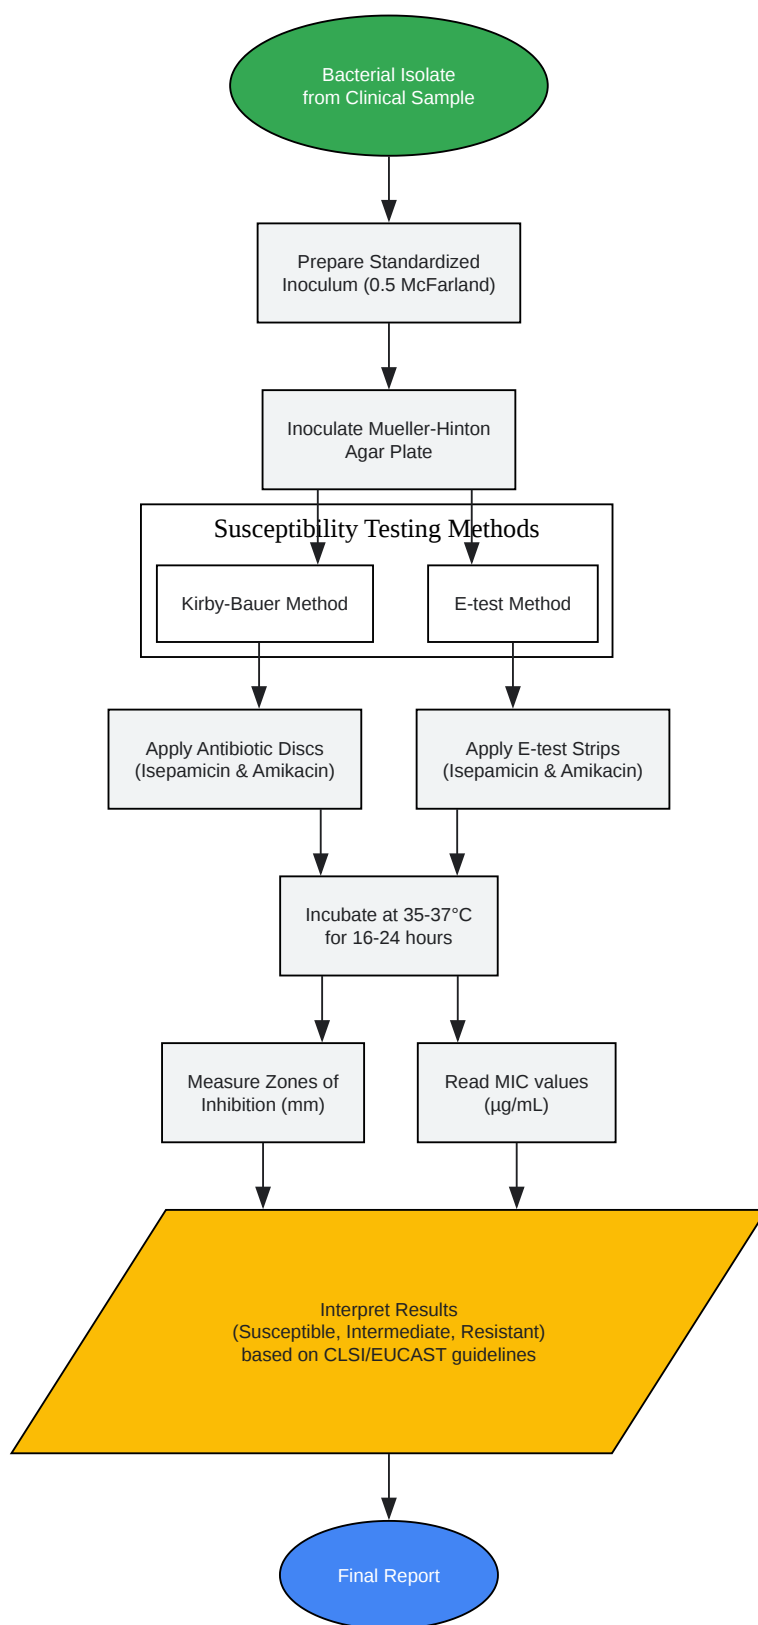 Bacterial Isolate
from Clinical Sample
Prepare Standardized
Inoculum (0.5 McFarland)
Inoculate Mueller-Hinton
Agar Plate
Susceptibility Testing Methods
Kirby-Bauer Method
E-test Method
Apply Antibiotic Discs
(Isepamicin & Amikacin)
Apply E-test Strips
(Isepamicin & Amikacin)
Incubate at 35-37°C
for 16-24 hours
Measure Zones of
Inhibition (mm)
Read MIC values
(µg/mL)
Interpret Results
(Susceptible, Intermediate, Resistant)
based on CLSI/EUCAST guidelines
Final Report